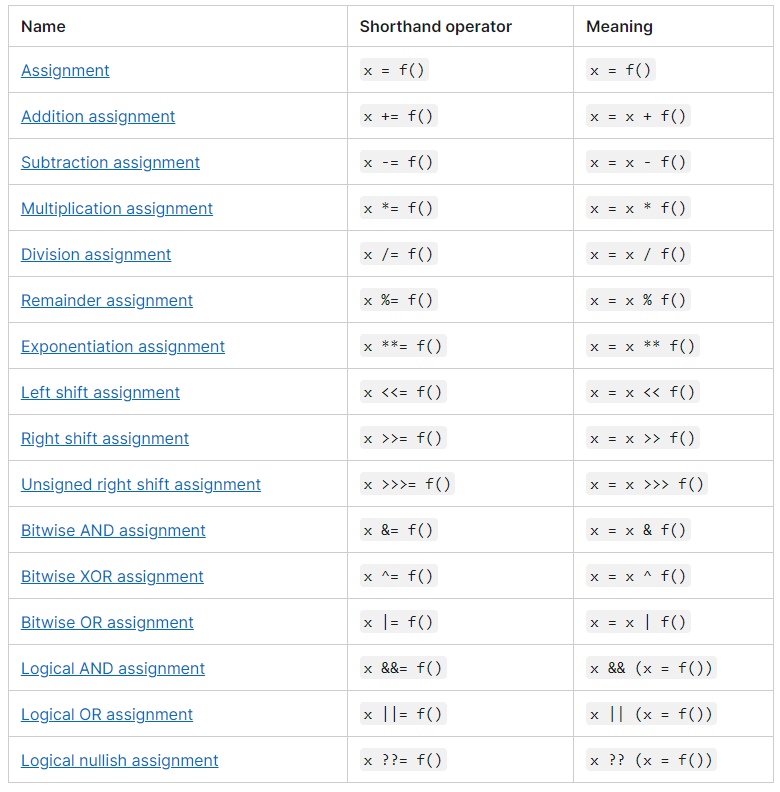 Name Shorthand operator Meaning
Assignment x = f() x = f()
Addition assignment x += f() x = x + f()
Subtraction assignment x -= f() x = x - f()
Multiplication assignment x *= f() x = x * f()
Division assignment x /= f() x = x / f()
Remainder assignment x %= f() x = x % f()
Exponentiation assignment x **= f() x = x ** f()
Left shift assignment x <<= f() x = x << f()
Right shift assignment x >>= f() x = x >> f()
Unsigned right shift assignment x >>>= f() x = x >>> f()
Bitwise AND assignment x &= f() x = x & f()
Bitwise XOR assignment x ^= f() x = x ^ f()
Bitwise OR assignment x |= f() x = x | f()
Logical AND assignment x &&= f() x && (x = f())
Logical OR assignment x ||= f() x || (x = f())
Logical nullish assignment x ??= f() x ?? (x = f())